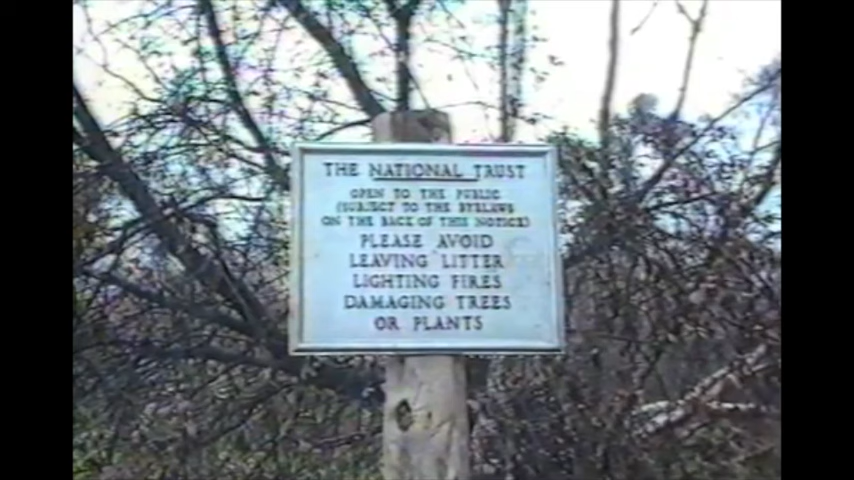 THE NATIONAL TRUST
OPEN TO THE PUBLIC
(SUBJECT TO THE BYELAWS
ON THE BACK OF THIS NOTICE)
PLEASE AVOID
LEAVING LITTER
LIGHTING FIRES
DAMAGING TREES
OR PLANTS